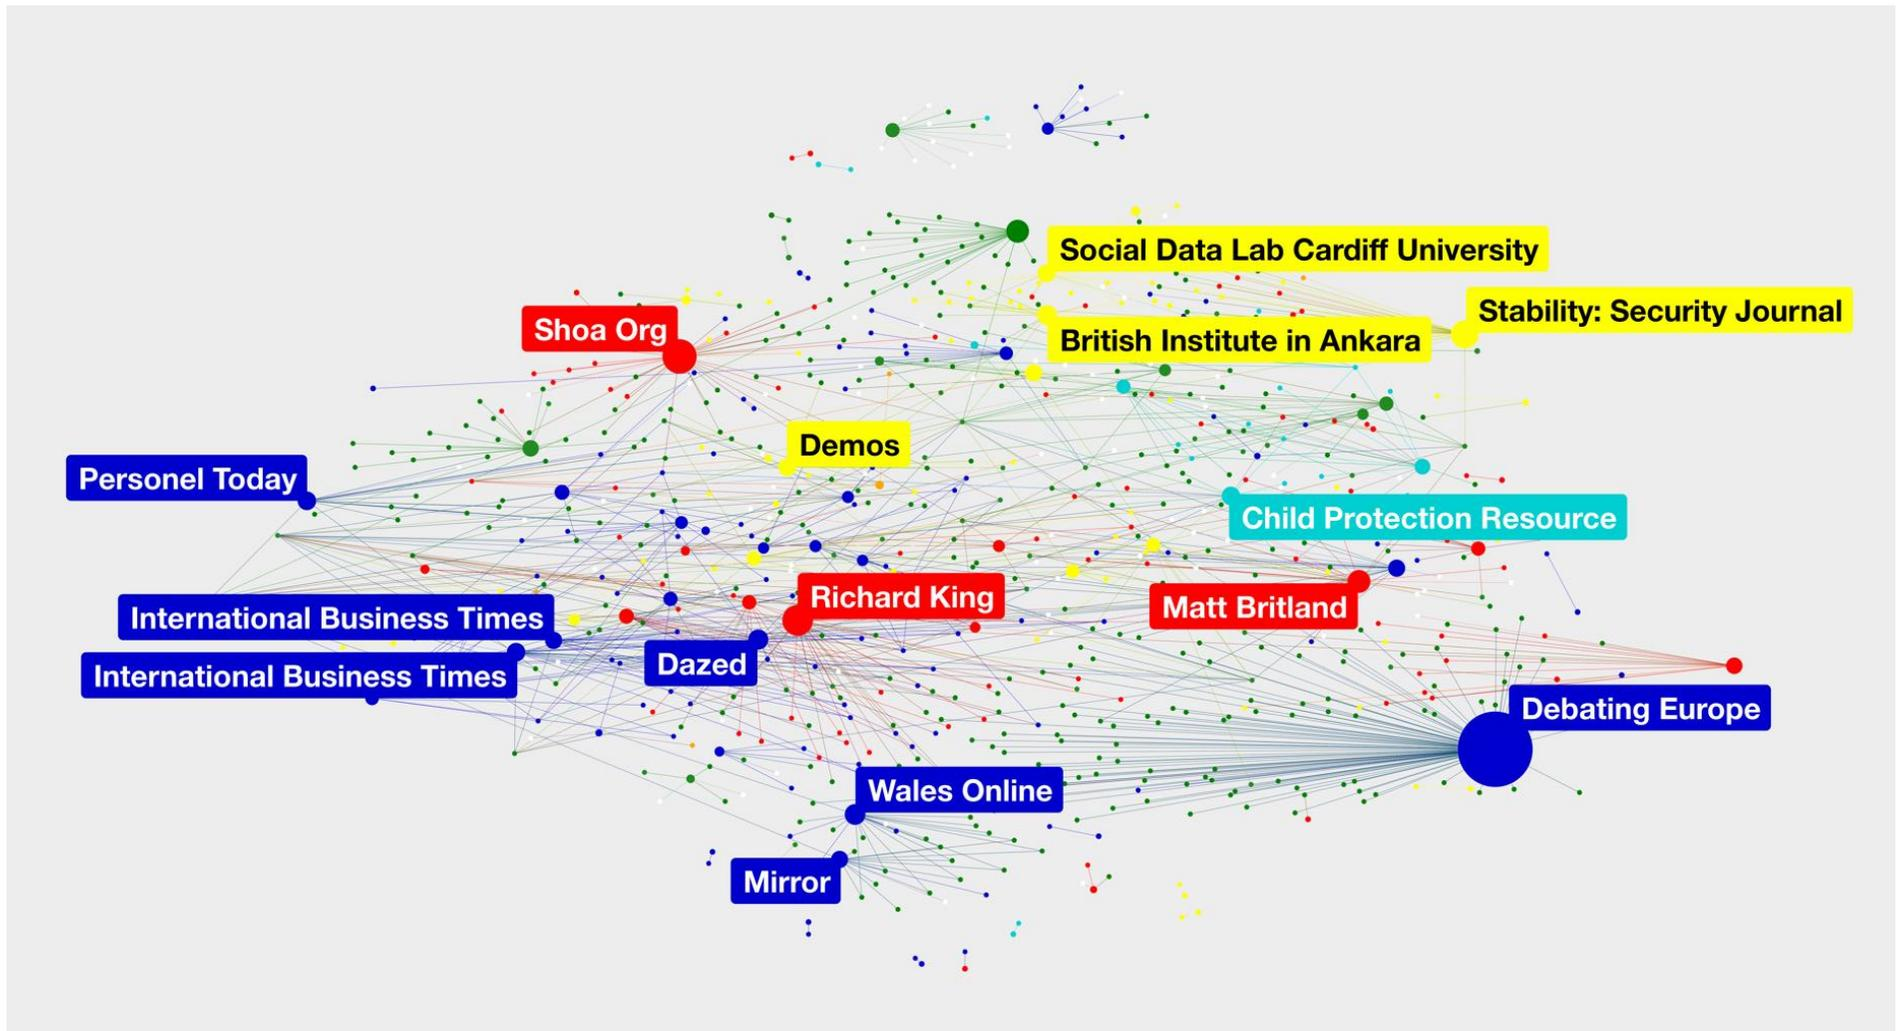 Social Data Lab Cardiff University
Stability: Security Journal
Shoa Org
British Institute in Ankara
Demos
Personel Today
Child Protection Resource
Richard King
Matt Britland
International Business Times
Dazed
International Business Times
Debating Europe
Wales Online
Mirror